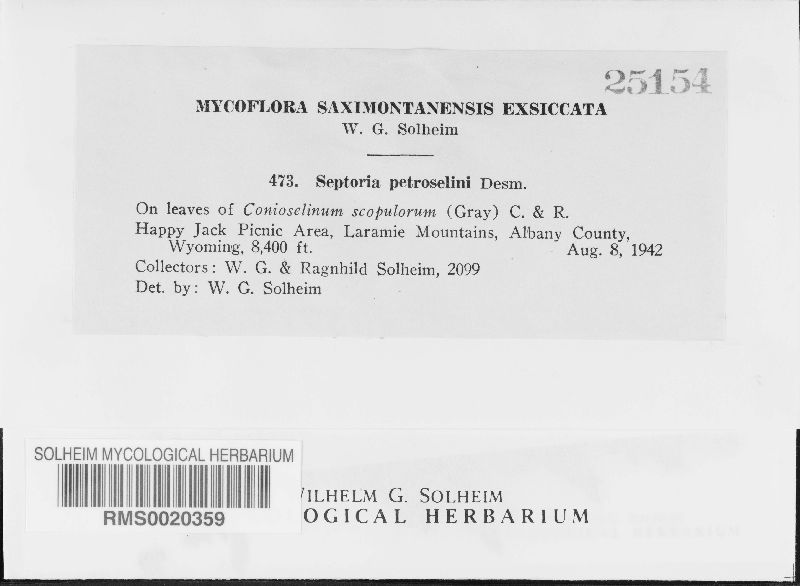 25154
MYCOFLORA SAXIMONTANENSIS EXSICCATA
W. G. Solheim
473. Septoria petroselini Desm.
On leaves of Conioselinum scopulorum (Gray) C. & R.
Happy Jack Picnic Area, Laramie Mountains, Albany County,
Wyoming, 8,400 ft. Aug. 8, 1942
Collectors: W. G. & Ragnhild Solheim, 2099
Det. by: W. G. Solheim
SOLHEIM MYCOLOGICAL HERBARIUM
RMS0020359
ILHELM G. SOLHEIM
OGICAL HERBARIUM